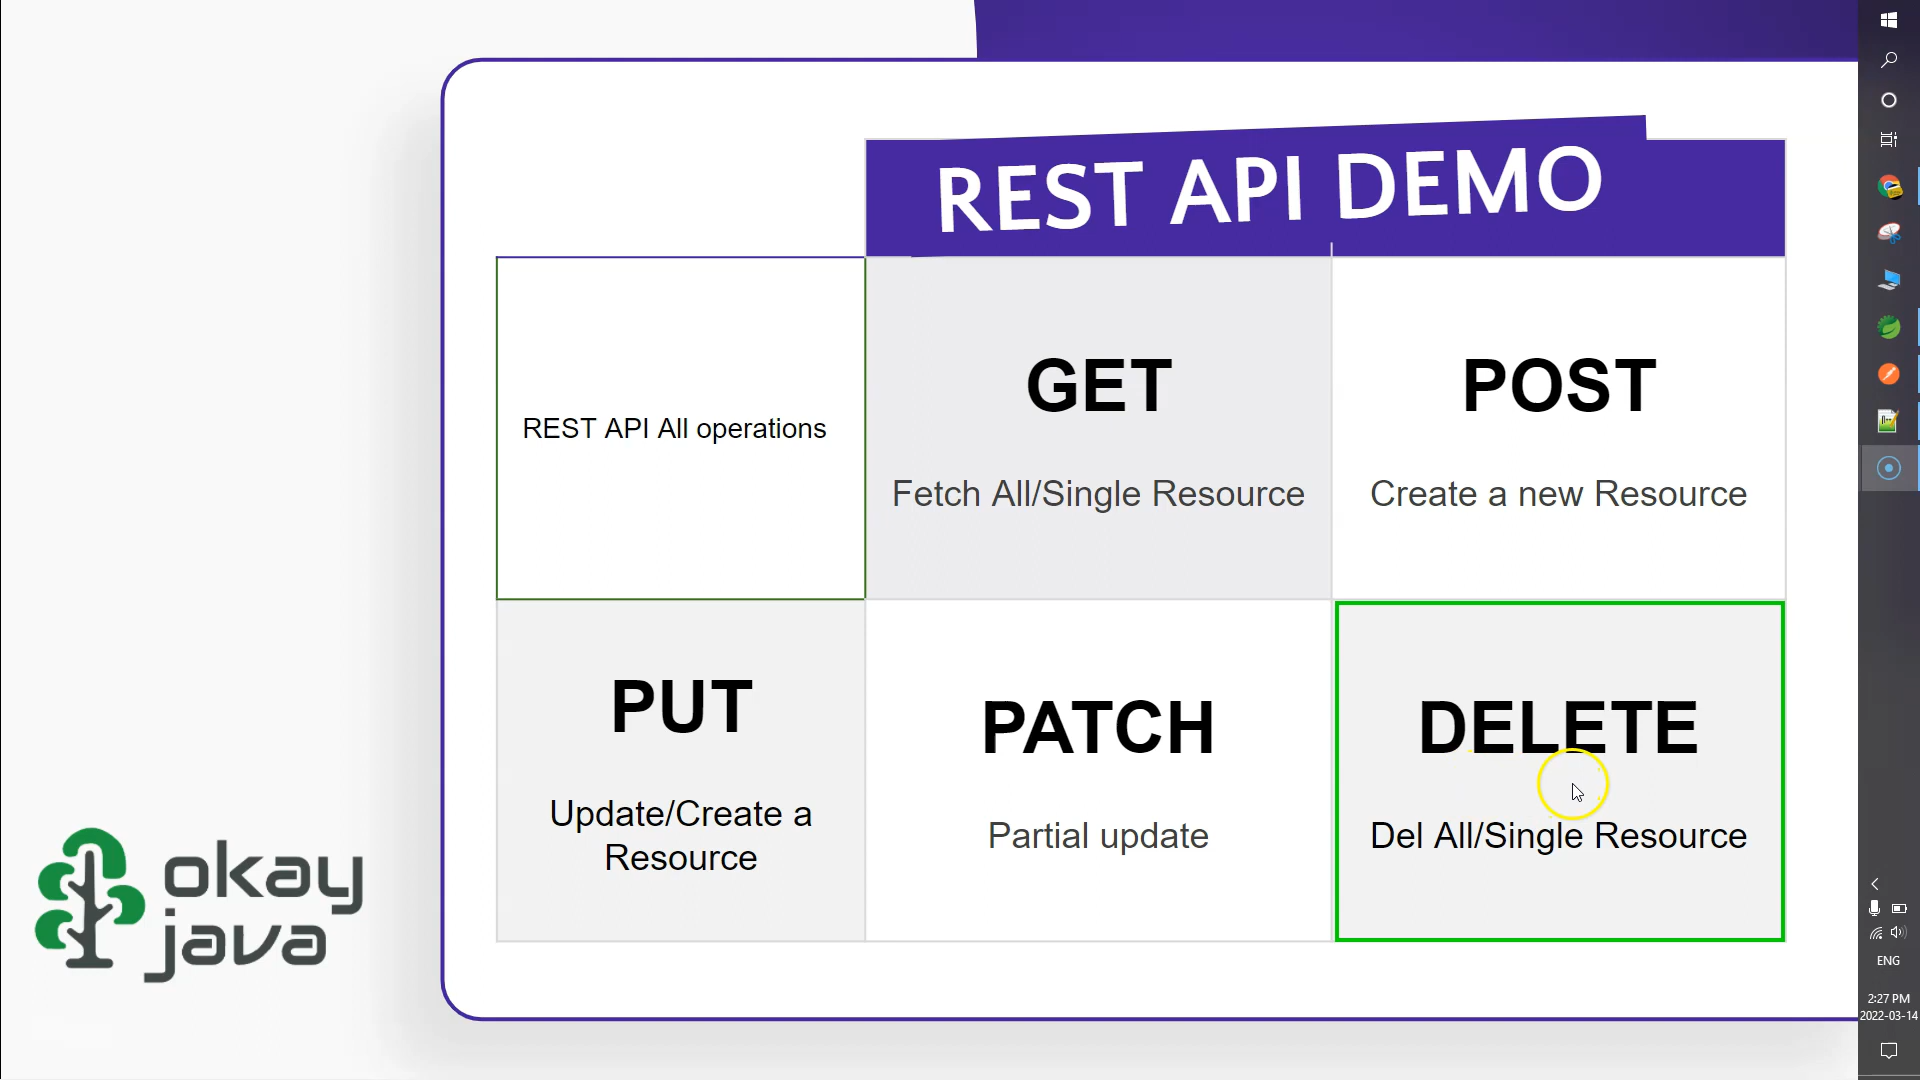 REST API DEMO
REST API All operations
GET
Fetch All/Single Resource
POST
Create a new Resource
PUT
Update/Create a
Resource
PATCH
Partial update
DELETE
Del All/Single Resource
okay
java
ENG
2:27 PM
2022-03-14